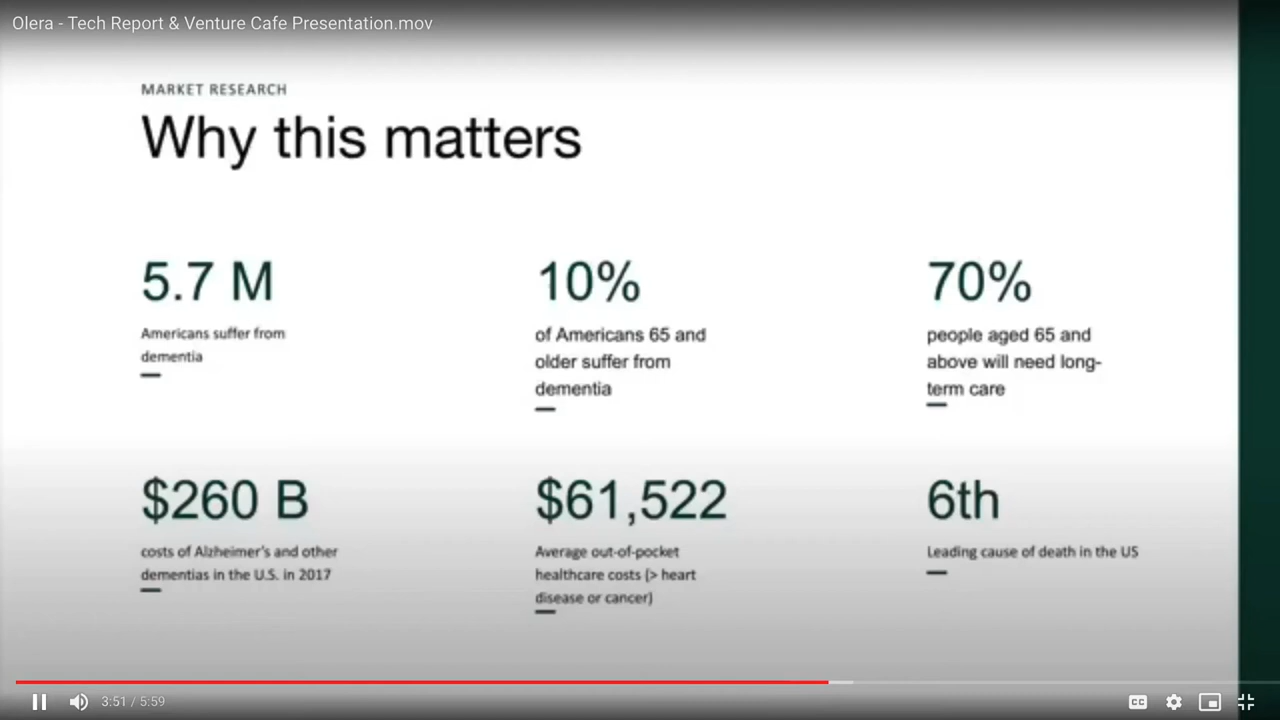 Olera - Tech Report & Venture Cafe Presentation.mov
MARKET RESEARCH
Why this matters
5.7 M
Americans suffer from
dementia
10%
of Americans 65 and
older suffer from
dementia
70%
people aged 65 and
above will need long-
term care
$260 B
costs of Alzheimer's and other
dementias in the U.S. in 2017
$61,522
Average out-of-pocket
healthcare costs (> heart
disease or cancer)
6th
Leading cause of death in the US
3:51 / 5:59
CC